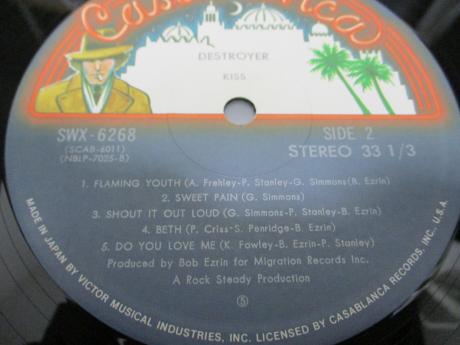 DESTROYER
KISS
SWX-6268
(SCAB-6011)
(NBLP-7025-B)
SIDE 2
STEREO 33 1/3
1. FLAMING YOUTH (A. Frehley-P. Stanley-G. Simmons(B. Ezrin)
2. SWEET PAIN (G. Simmons)
3. SHOUT IT OUT LOUD (G. Simmons-P. Stanley-B. Ezrin)
4. BETH (P. Criss-S. Penridge-B. Ezrin)
5. DO YOU LOVE ME (K. Fowley-B. Ezrin-P. Stanley)
Produced by Bob Ezrin for Migration Records Inc.
A Rock Steady Production
S
MADE IN JAPAN BY VICTOR MUSICAL INDUSTRIES, INC. LICENSED BY CASABLANCA RECORDS, INC. U.S.A.